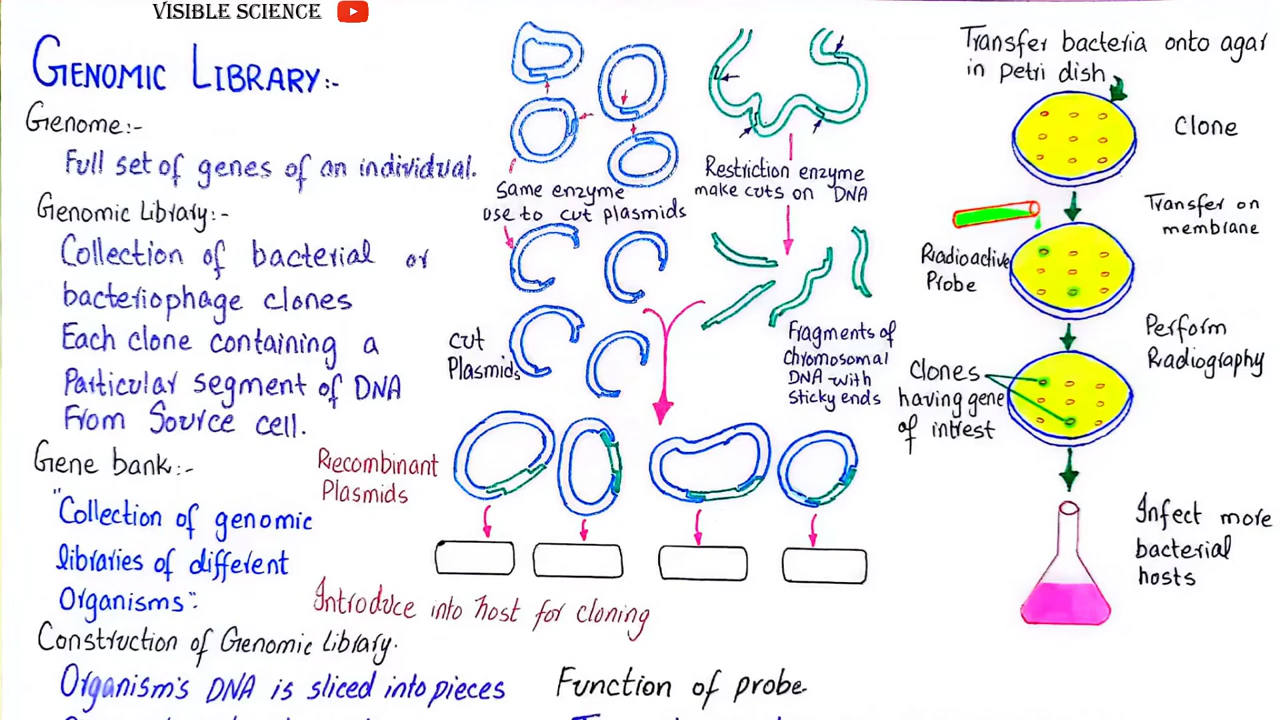 VISIBLE SCIENCE
GENOMIC LIBRARY:-
Genome:-
Full set of genes of an individual.
Genomic Library:-
Collection of bacterial or
bacteriophage clones
Each clone containing a
Particular segment of DNA
From Source cell.
Gene bank:-
"Collection of genomic
libraries of different
Organisms":
Construction of Genomic Library.
Organism's DNA is sliced into pieces
Same enzyme
use to cut plasmids
Restriction enzyme
make cuts on DNA
cut
Plasmids
Fragments of
chromosomal
DNA with
Sticky ends
Recombinant
Plasmids
Introduce into host for cloning
Function of probe
Transfer bacteria onto agar
in petri dish
Clone
Transfer on
membrane
Radioactive
Probe
Perform
Radiography
Clones
having gene
of intrest
Infect more
bacterial
hosts